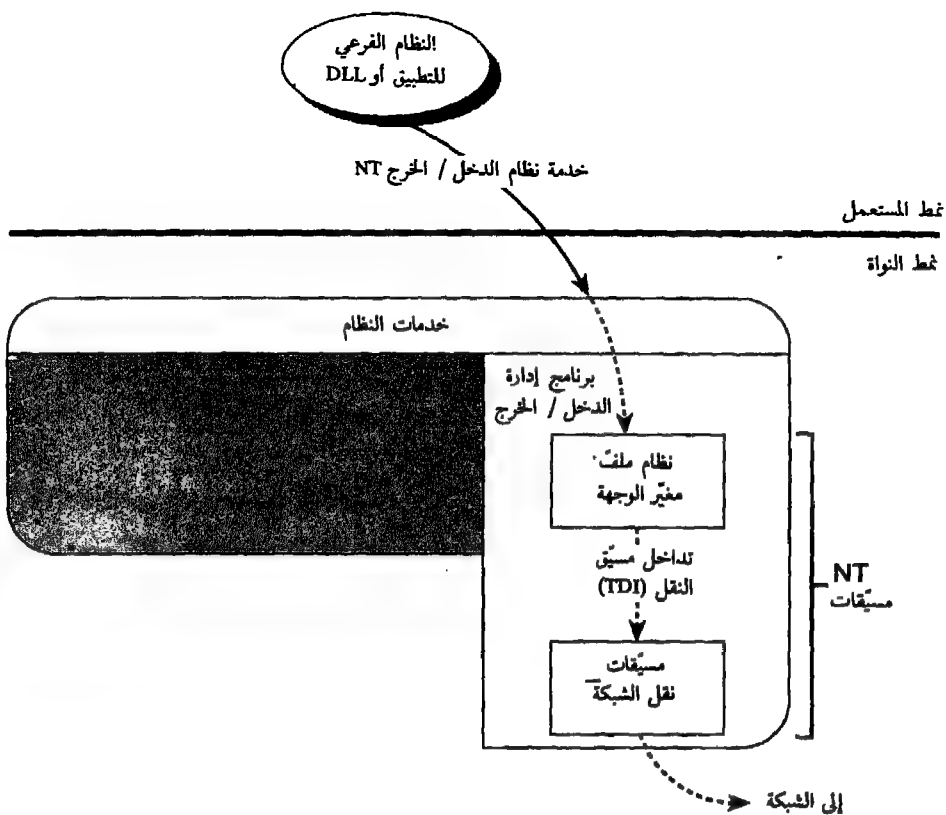 النظام الفرعي
للتطبيق أو DLL
خدمة نظام الدخل / الخرج NT
نمط المستعمل
نمط النواة
خدمات النظام
برنامج إدارة
الدخل / الخرج
نظام ملفّ
مغيّر الوجهة
تداخل مسيّق
النقل (TDI)
NT
مسيّقات
مسيّقات
نقل الشبكة
إلى الشبكة